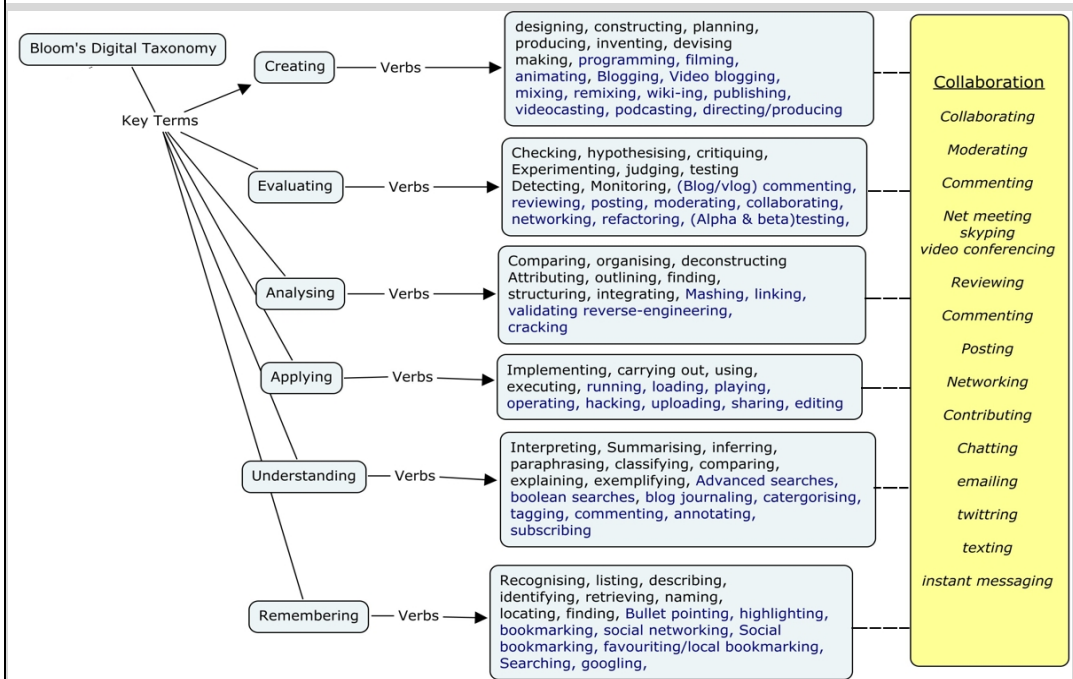 Bloom's Digital Taxonomy
Key Terms
Creating
Verbs
designing, constructing, planning,
producing, inventing, devising
making, programming, filming,
animating, Blogging, Video blogging,
mixing, remixing, wiki-ing, publishing,
videocasting, podcasting, directing/producing
Evaluating
Verbs
Checking, hypothesising, critiquing,
Experimenting, judging, testing
Detecting, Monitoring, (Blog/vlog) commenting,
reviewing, posting, moderating, collaborating,
networking, refactoring, (Alpha & beta)testing,
Analysing
Verbs
Comparing, organising, deconstructing
Attributing, outlining, finding,
structuring, integrating, Mashing, linking,
validating reverse-engineering,
cracking
Applying
Verbs
Implementing, carrying out, using,
executing, running, loading, playing,
operating, hacking, uploading, sharing, editing
Understanding
Verbs
Interpreting, Summarising, inferring,
paraphrasing, classifying, comparing,
explaining, exemplifying, Advanced searches,
boolean searches, blog journaling, catergorising,
tagging, commenting, annotating,
subscribing
Remembering
Verbs
Recognising, listing, describing,
identifying, retrieving, naming,
locating, finding, Bullet pointing, highlighting,
bookmarking, social networking, Social
bookmarking, favouriting/local bookmarking,
Searching, googling,
Collaboration
Collaborating
Moderating
Commenting
Net meeting
skyping
video conferencing
Reviewing
Commenting
Posting
Networking
Contributing
Chatting
emailing
twittring
texting
instant messaging